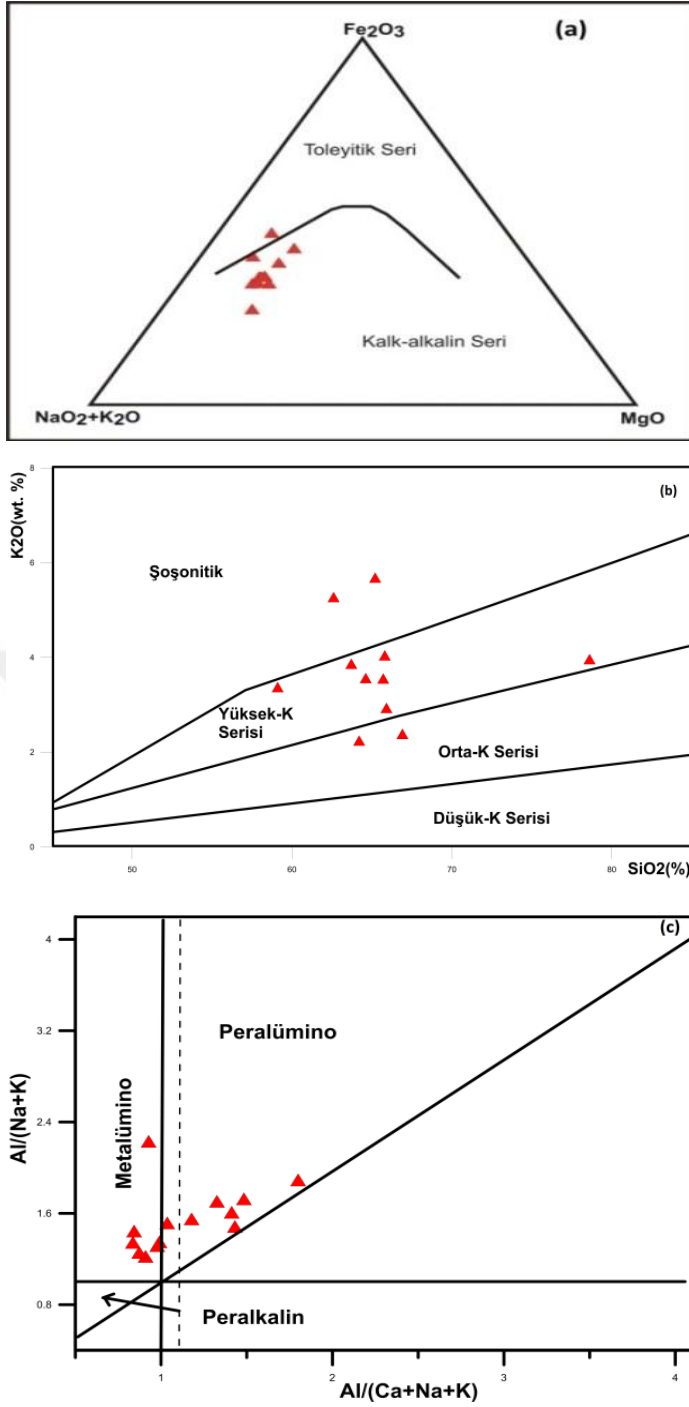 Fe₂O₃
(a)
Toleyitik Seri
Kalk-alkalin Seri
NaO₂+K₂O
MgO
K2O(wt. %)
8
(b)
Şoşonitik
6
4
Yüksek-K
Serisi
2
Orta-K Serisi
Düşük-K Serisi
0
50
60
70
80
SiO2(%)
(c)
4
Al/(Na+K)
3.2
Peralümino
Metalümino
2.4
1.6
0.8
Peralkalin
1
2
3
4
Al/(Ca+Na+K)